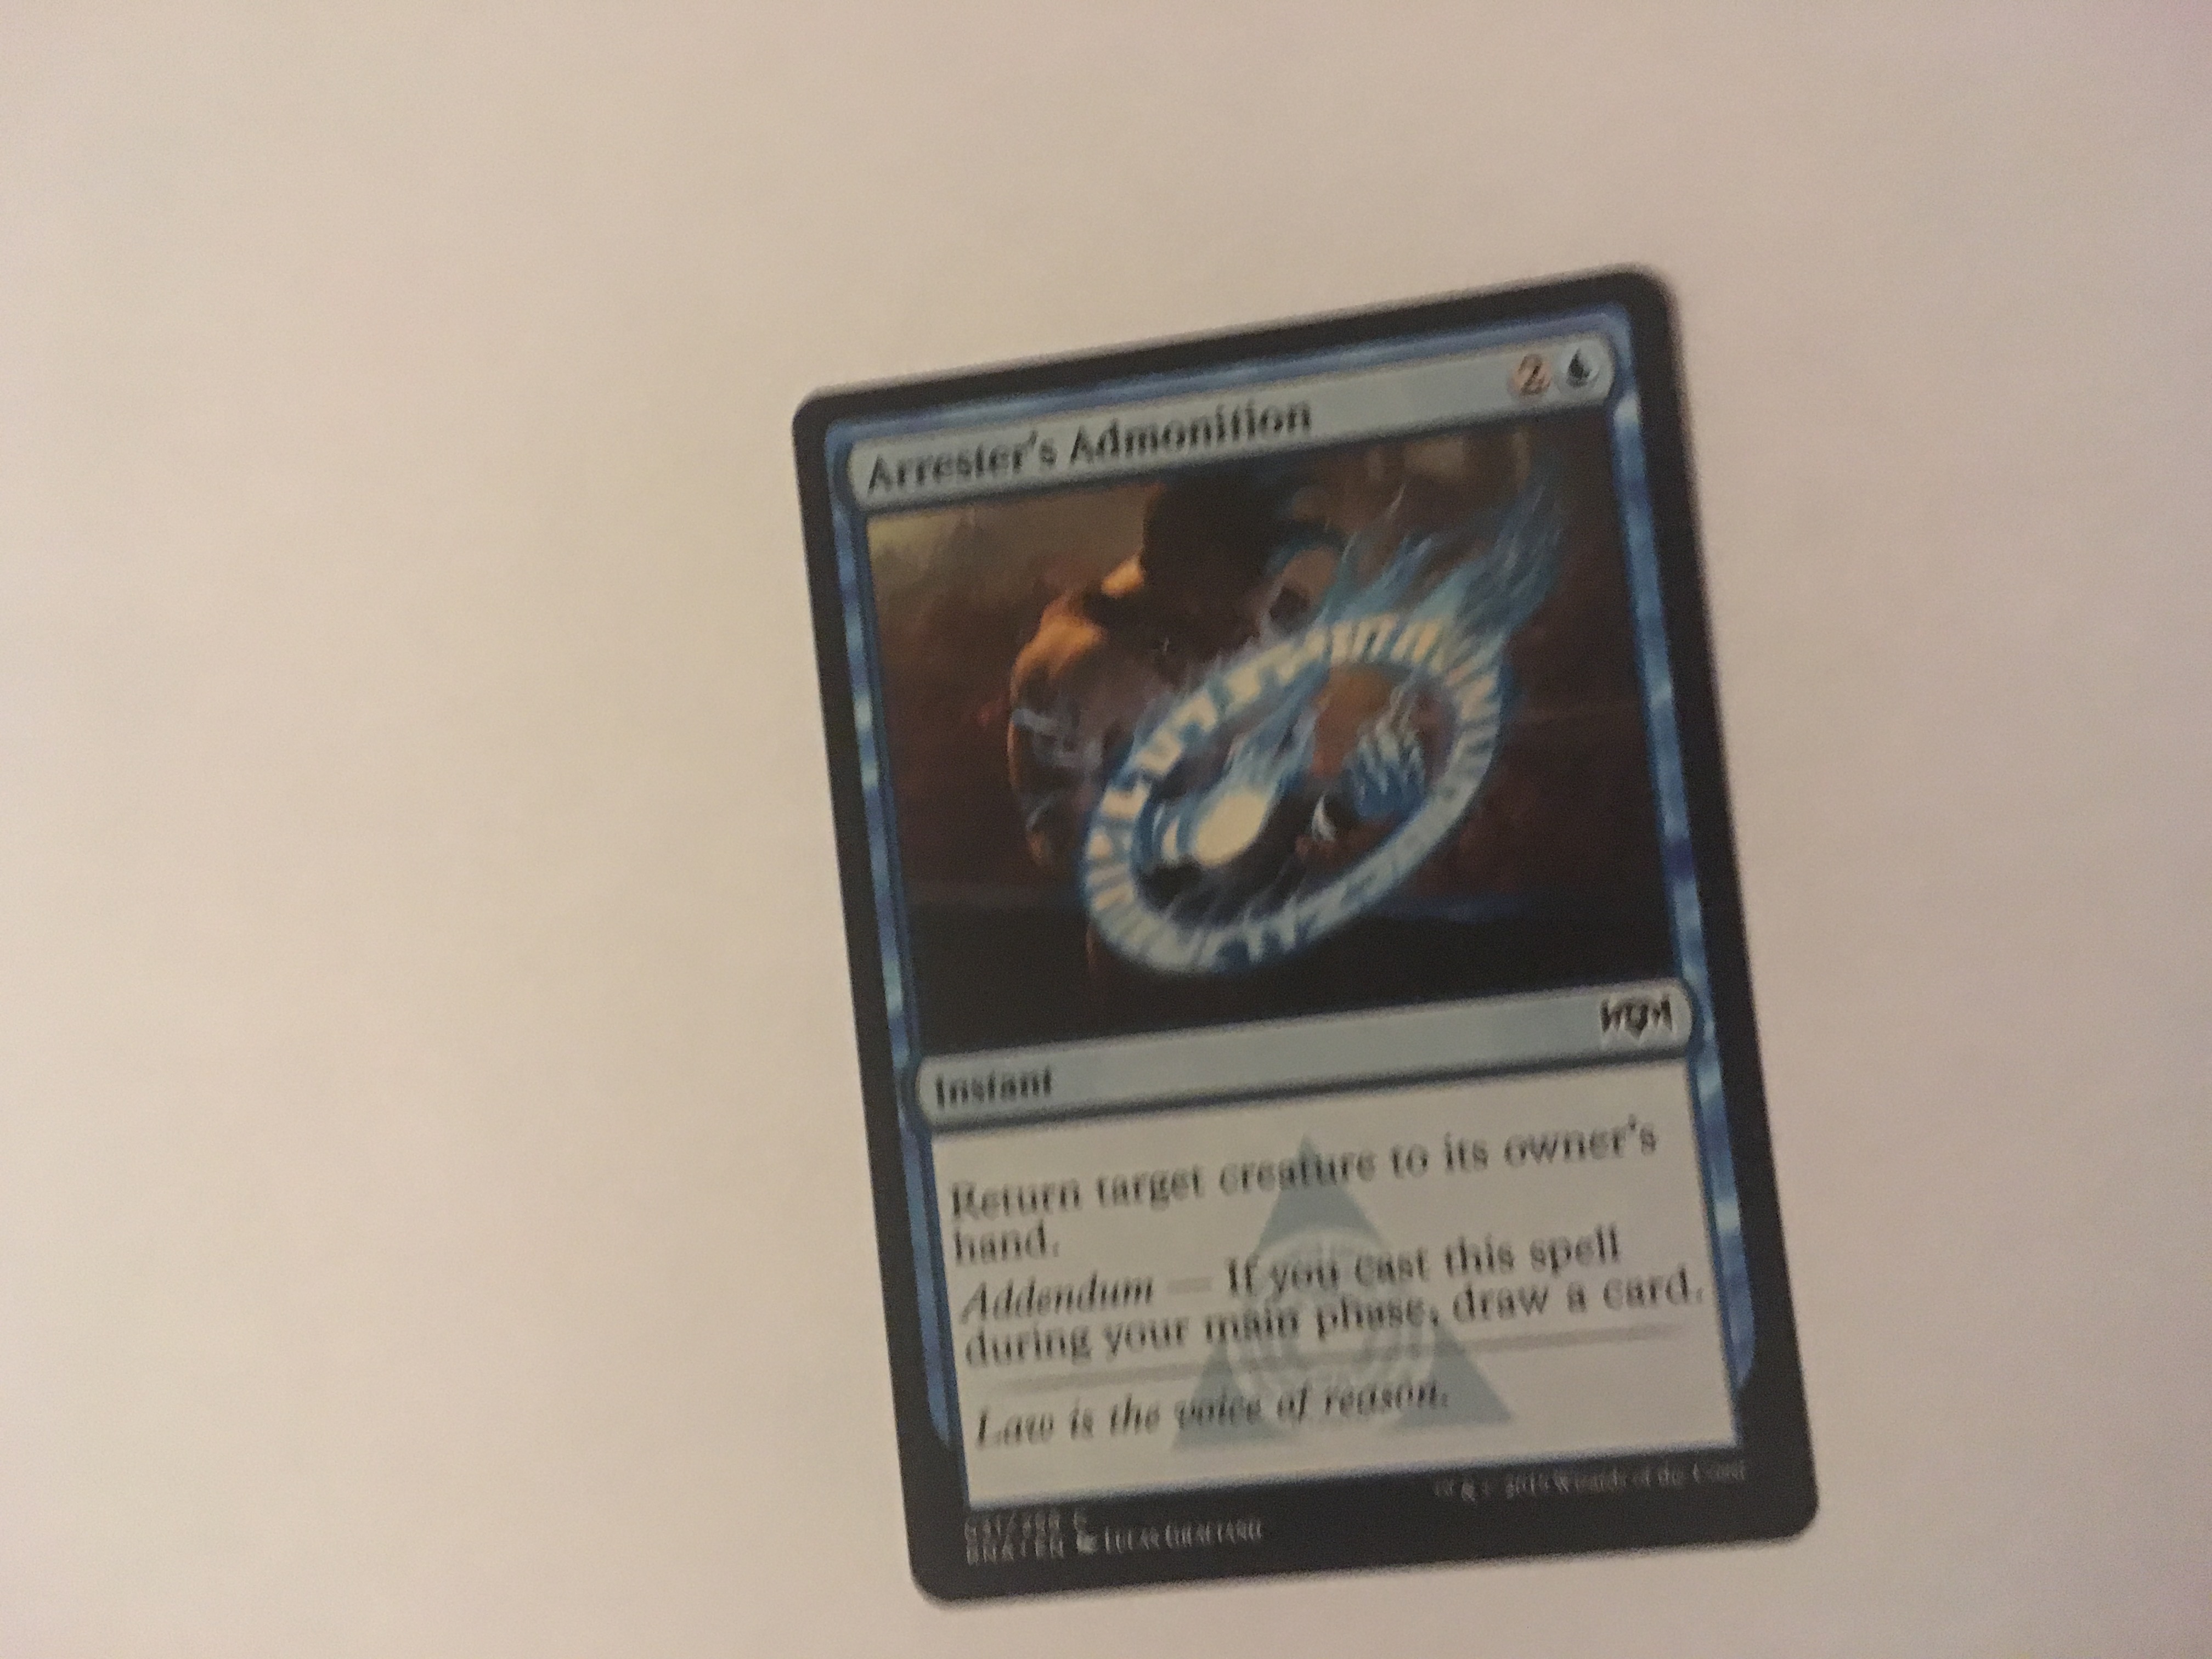 Arrester's Admonition
2
Instant
Return target creature to its owner's
hand.
Addendum — If you cast this spell
during your main phase, draw a card.
Law is the voice of reason.